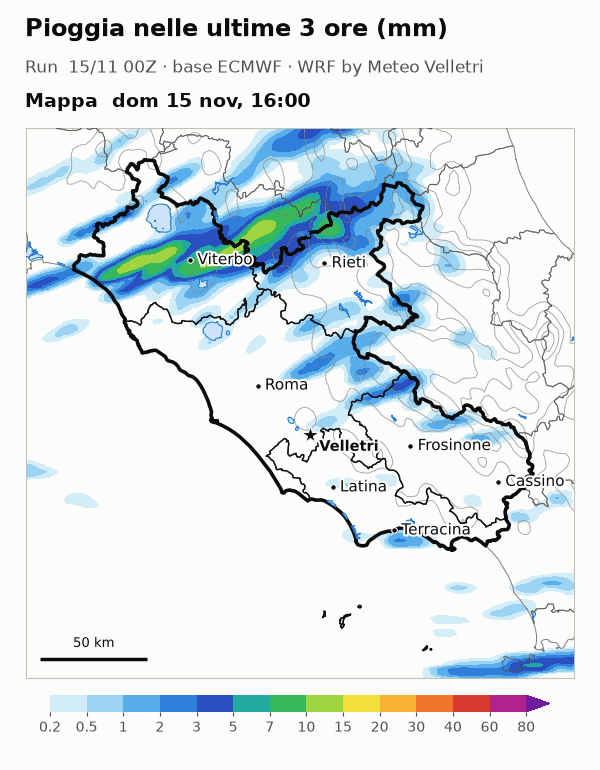 Pioggia nelle ultime 3 ore (mm)
Run  15/11 00Z · base ECMWF · WRF by Meteo Velletri
Mappa  dom 15 nov, 16:00
Viterbo
Rieti
Roma
Velletri
Frosinone
Cassino
Latina
Terracina
50 km
0.2 0.5 1 2 3 5 7 10 15 20 30 40 60 80